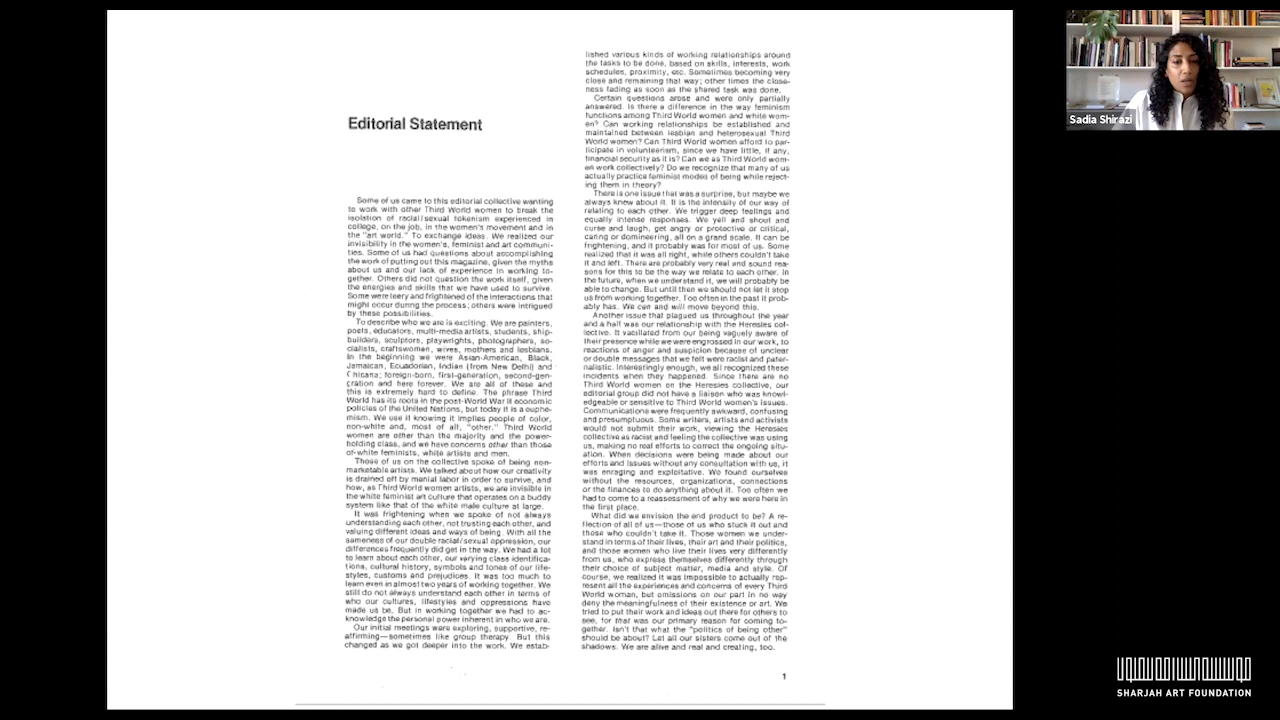 Editorial Statement
Some of us came to this editorial collective wanting
to work with other Third World women to break the
isolation of racial/sexual tokenism experienced in
college, on the job, in the women's movement and in
the "art world." To exchange ideas. We realized our
invisibility in the women's, feminist and art communi-
ties. Some of us had questions about accomplishing
the work of putting out this magazine, given the myths
about us and our lack of experience in working to-
gether. Others did not question the work itself, given
the energies and skills that we have used to survive.
Some were leery and frightened of the interactions that
might occur during the process; others were intrigued
by these possibilities.
To describe who we are is exciting. We are painters,
poets, educators, multi-media artists, students, ship-
builders, sculptors, playwrights, photographers, so-
cialists, craftswomen, wives, mothers and lesbians.
In the beginning we were Asian-American, Black,
Jamaican, Ecuadorian, Indian (from New Delhi) and
Chicana; foreign-born, first-generation, second-gen-
eration and here forever. We are all of these and
this is extremely hard to define. The phrase Third
World has its roots in the post-World War II economic
policies of the United Nations, but today it is a euphe-
mism. We use it knowing it implies people of color,
non-white and, most of all, "other." Third World
women are other than the majority and the power-
holding class, and we have concerns other than those
of white feminists, white artists and men.
Those of us on the collective spoke of being non-
marketable artists. We talked about how our creativity
is drained off by menial labor in order to survive, and
how, as Third World women artists, we are invisible in
the white feminist art culture that operates on a buddy
system like that of the white male culture at large.
It was frightening when we spoke of not always
understanding each other, not trusting each other, and
valuing different ideas and ways of being. With all the
sameness of our double racial/sexual oppression, our
differences frequently did get in the way. We had a lot
to learn about each other, our varying class identifica-
tions, cultural history, symbols and tones of our life-
styles, customs and prejudices. It was too much to
learn even in almost two years of working together. We
still do not always understand each other in terms of
who our cultures, lifestyles and oppressions have
made us be. But in working together we had to ac-
knowledge the personal power inherent in who we are.
Our initial meetings were exploring, supportive, re-
affirming—sometimes like group therapy. But this
changed as we got deeper into the work. We estab-
lished various kinds of working relationships around
the tasks to be done, based on skills, interests, work
schedules, proximity, etc. Sometimes becoming very
close and remaining that way; other times the close-
ness fading as soon as the shared task was done.
Certain questions arose and were only partially
answered. Is there a difference in the way feminism
functions among Third World women and white wom-
en? Can working relationships be established and
maintained between lesbian and heterosexual Third
World women? Can Third World women afford to par-
ticipate in volunteerism, since we have little, if any,
financial security as it is? Can we as Third World wom-
en work collectively? Do we recognize that many of us
actually practice feminist modes of being while reject-
ing them in theory?
There is one issue that was a surprise, but maybe we
always knew about it. It is the intensity of our way of
relating to each other. We trigger deep feelings and
equally intense responses. We yell and shout and
curse and laugh, get angry or protective or critical,
caring or domineering, all on a grand scale. It can be
frightening, and it probably was for most of us. Some
realized that it was all right, while others couldn't take
it and left. There are probably very real and sound rea-
sons for this to be the way we relate to each other. In
the future, when we understand it, we will probably be
able to change. But until then we should not let it stop
us from working together. Too often in the past it prob-
ably has. We can and will move beyond this.
Another issue that plagued us throughout the year
and a half was our relationship with the Heresies col-
lective. It vacillated from our being vaguely aware of
their presence while we were engrossed in our work, to
reactions of anger and suspicion because of unclear
or double messages that we felt were racist and pater-
nalistic. Interestingly enough, we all recognized these
incidents when they happened. Since there are no
Third World women on the Heresies collective, our
editorial group did not have a liaison who was knowl-
edgeable or sensitive to Third World women's issues.
Communications were frequently awkward, confusing
and presumptuous. Some writers, artists and activists
would not submit their work, viewing the Heresies
collective as racist and feeling the collective was using
us, making no real efforts to correct the ongoing situ-
ation. When decisions were being made about our
efforts and issues without any consultation with us, it
was enraging and exploitative. We found ourselves
without the resources, organizations, connections
or the finances to do anything about it. Too often we
had to come to a reassessment of why we were here in
the first place.
What did we envision the end product to be? A re-
flection of all of us—those of us who stuck it out and
those who couldn't take it. Those women we under-
stand in terms of their lives, their art and their politics,
and those women who live their lives very differently
from us, who express themselves differently through
their choice of subject matter, media and style. Of
course, we realized it was impossible to actually rep-
resent all the experiences and concerns of every Third
World woman, but omissions on our part in no way
deny the meaningfulness of their existence or art. We
tried to put their work and ideas out there for others to
see, for that was our primary reason for coming to-
gether. Isn't that what the "politics of being other"
should be about? Let all our sisters come out of the
shadows. We are alive and real and creating, too.
1
Sadia Shirazi
SHARJAH ART FOUNDATION